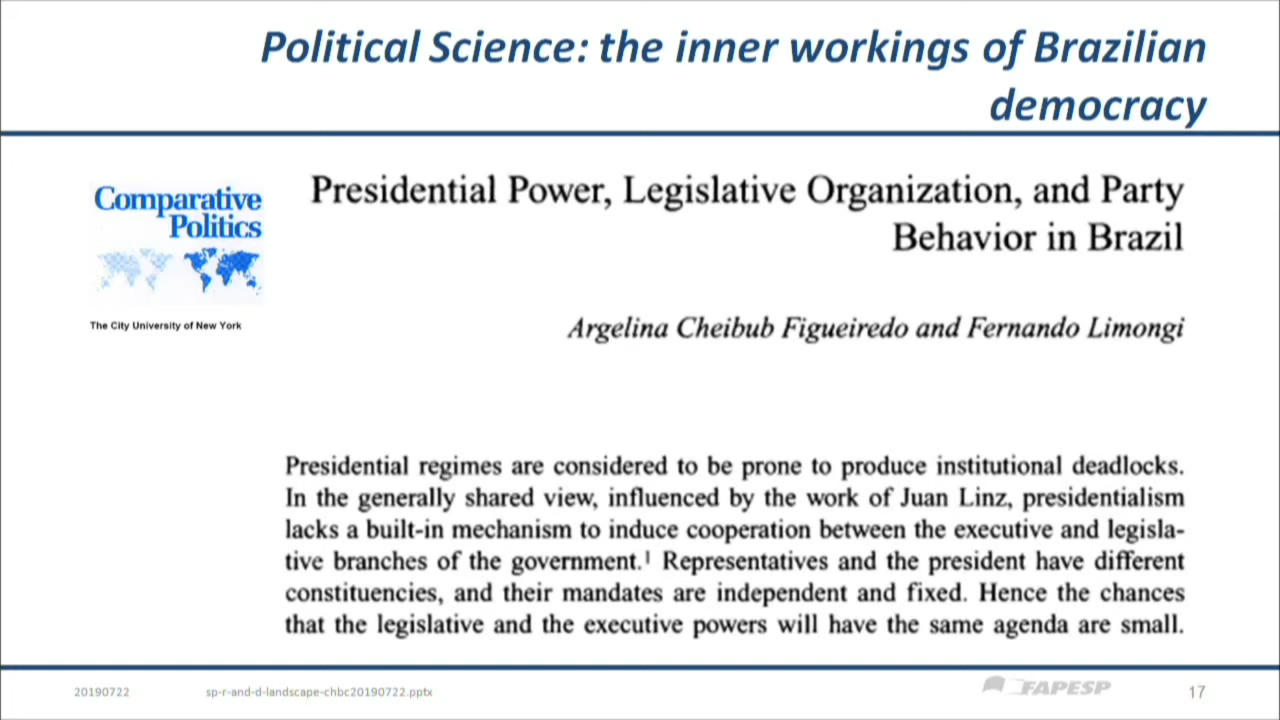 Political Science: the inner workings of Brazilian
democracy
Comparative
Politics
The City University of New York
Presidential Power, Legislative Organization, and Party
Behavior in Brazil
Argelina Cheibub Figueiredo and Fernando Limongi
Presidential regimes are considered to be prone to produce institutional deadlocks.
In the generally shared view, influenced by the work of Juan Linz, presidentialism
lacks a built-in mechanism to induce cooperation between the executive and legisla-
tive branches of the government.¹ Representatives and the president have different
constituencies, and their mandates are independent and fixed. Hence the chances
that the legislative and the executive powers will have the same agenda are small.
20190722
sp-r-and-d-landscape-chbc20190722.pptx
FAPESP
17